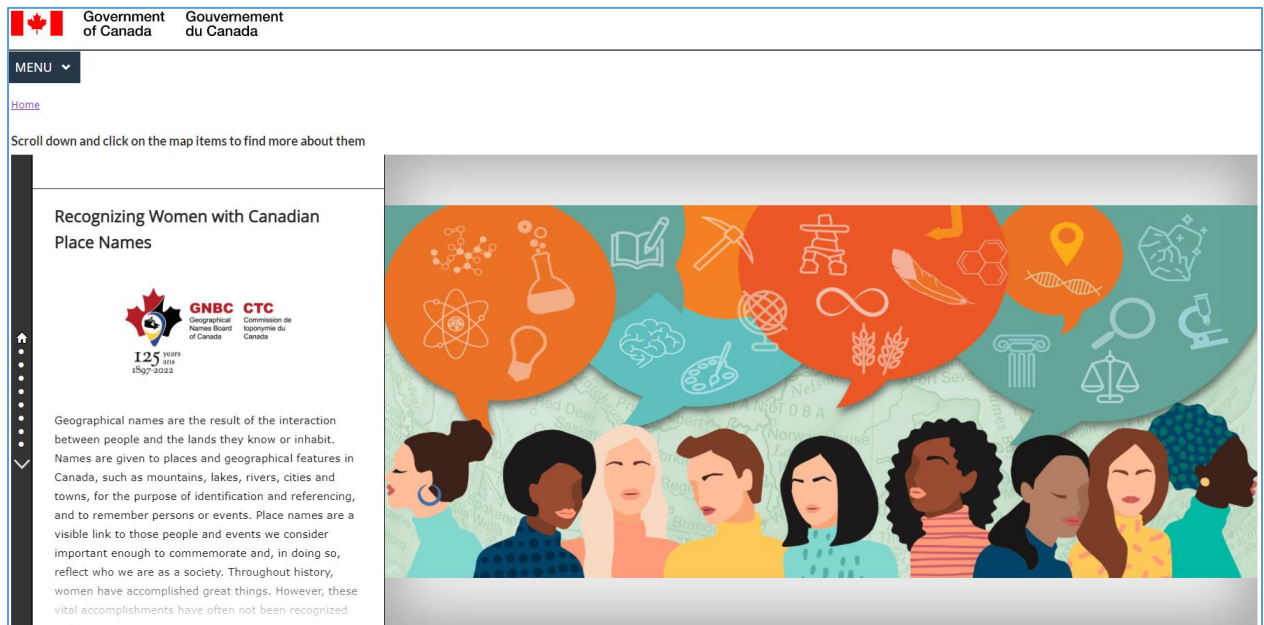 Government
of Canada
Gouvernement
du Canada
MENU
Home
Scroll down and click on the map items to find more about them
Recognizing Women with Canadian
Place Names
GNBC
Geographical
Names Board
of Canada
CTC
Commission de
toponymie du
Canada
125 years
ans
1897-2022
Geographical names are the result of the interaction
between people and the lands they know or inhabit.
Names are given to places and geographical features in
Canada, such as mountains, lakes, rivers, cities and
towns, for the purpose of identification and referencing,
and to remember persons or events. Place names are a
visible link to those people and events we consider
important enough to commemorate and, in doing so,
reflect who we are as a society. Throughout history,
women have accomplished great things. However, these
vital accomplishments have often not been recognized